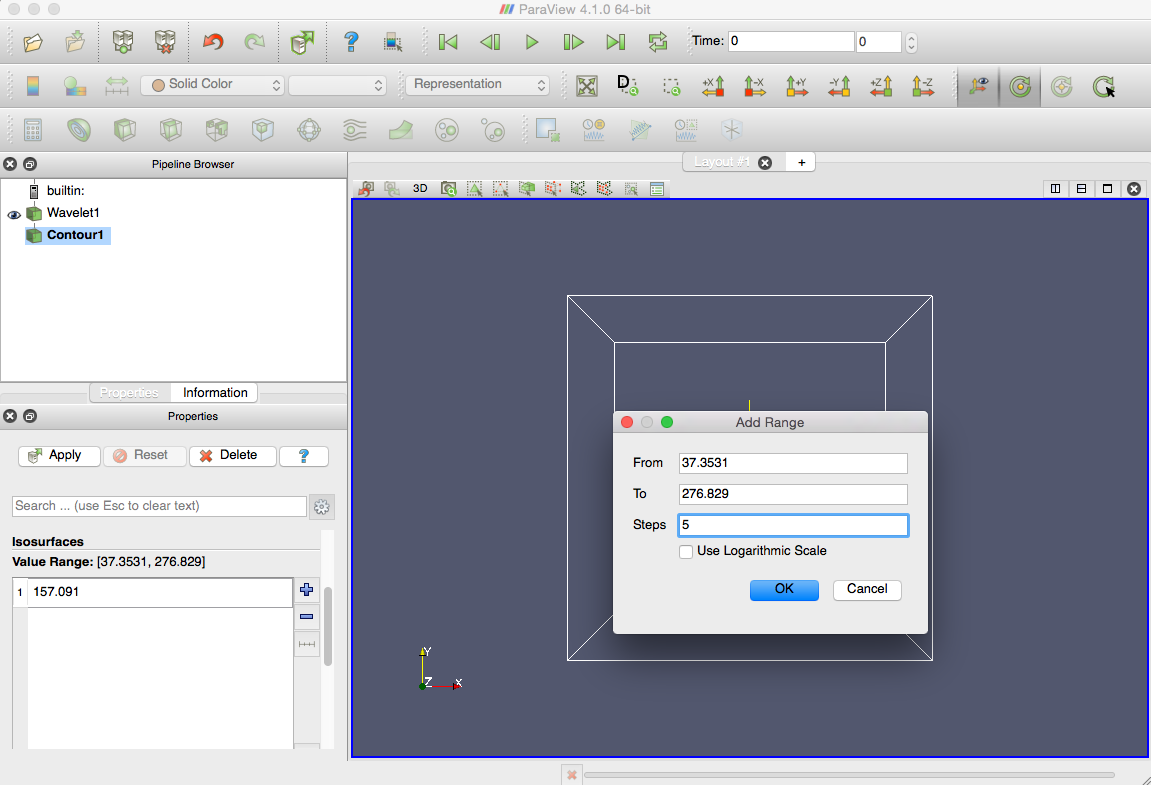 ParaView 4.1.0 64-bit
? Time: 0 0
Solid Color Representation D +X -X +Y -Y +Z -Z
Pipeline Browser
Layout #1 +
builtin:
Wavelet1
Contour1
3D
Properties Information
Properties
Apply Reset Delete ?
Search ... (use Esc to clear text)
Isosurfaces
Value Range: [37.3531, 276.829]
1 157.091
Add Range
From 37.3531
To 276.829
Steps 5
Use Logarithmic Scale
OK Cancel
Y
Z X